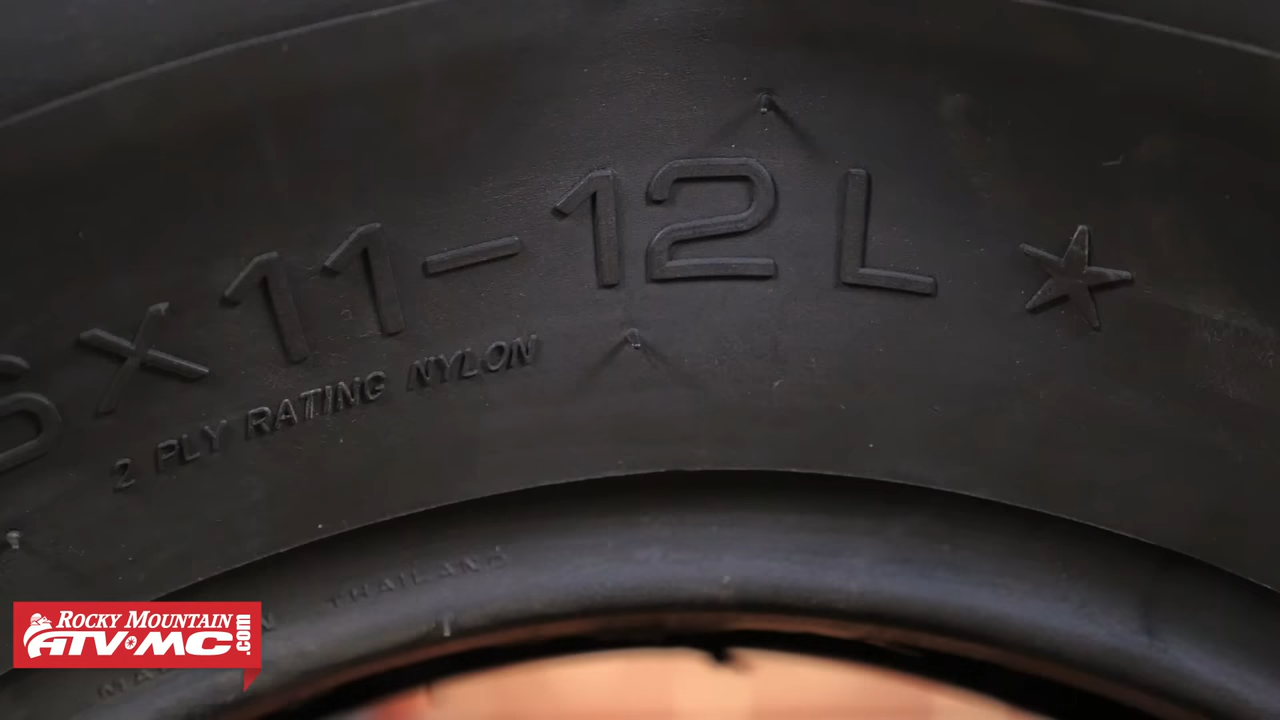 X11-12L
2 PLY RATING NYLON
THAILAND
ROCKY MOUNTAIN
ATV-MC.com